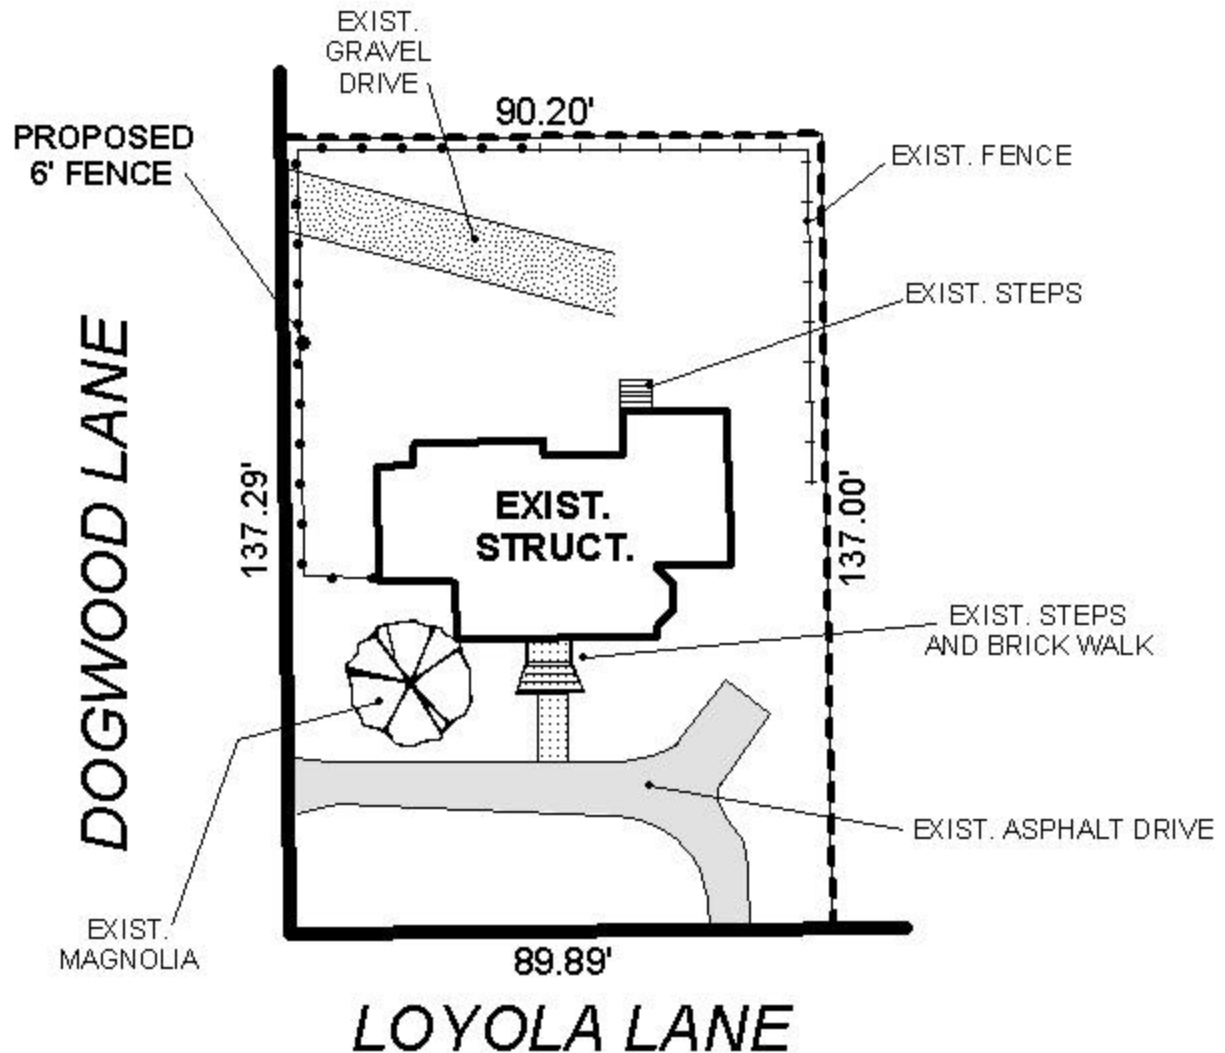 EXIST.
GRAVEL
DRIVE
90.20'
PROPOSED
6' FENCE
EXIST. FENCE
EXIST. STEPS
DOGWOOD LANE
137.29'
EXIST.
STRUCT.
137.00'
EXIST. STEPS
AND BRICK WALK
EXIST. ASPHALT DRIVE
EXIST.
MAGNOLIA
89.89'
LOYOLA LANE